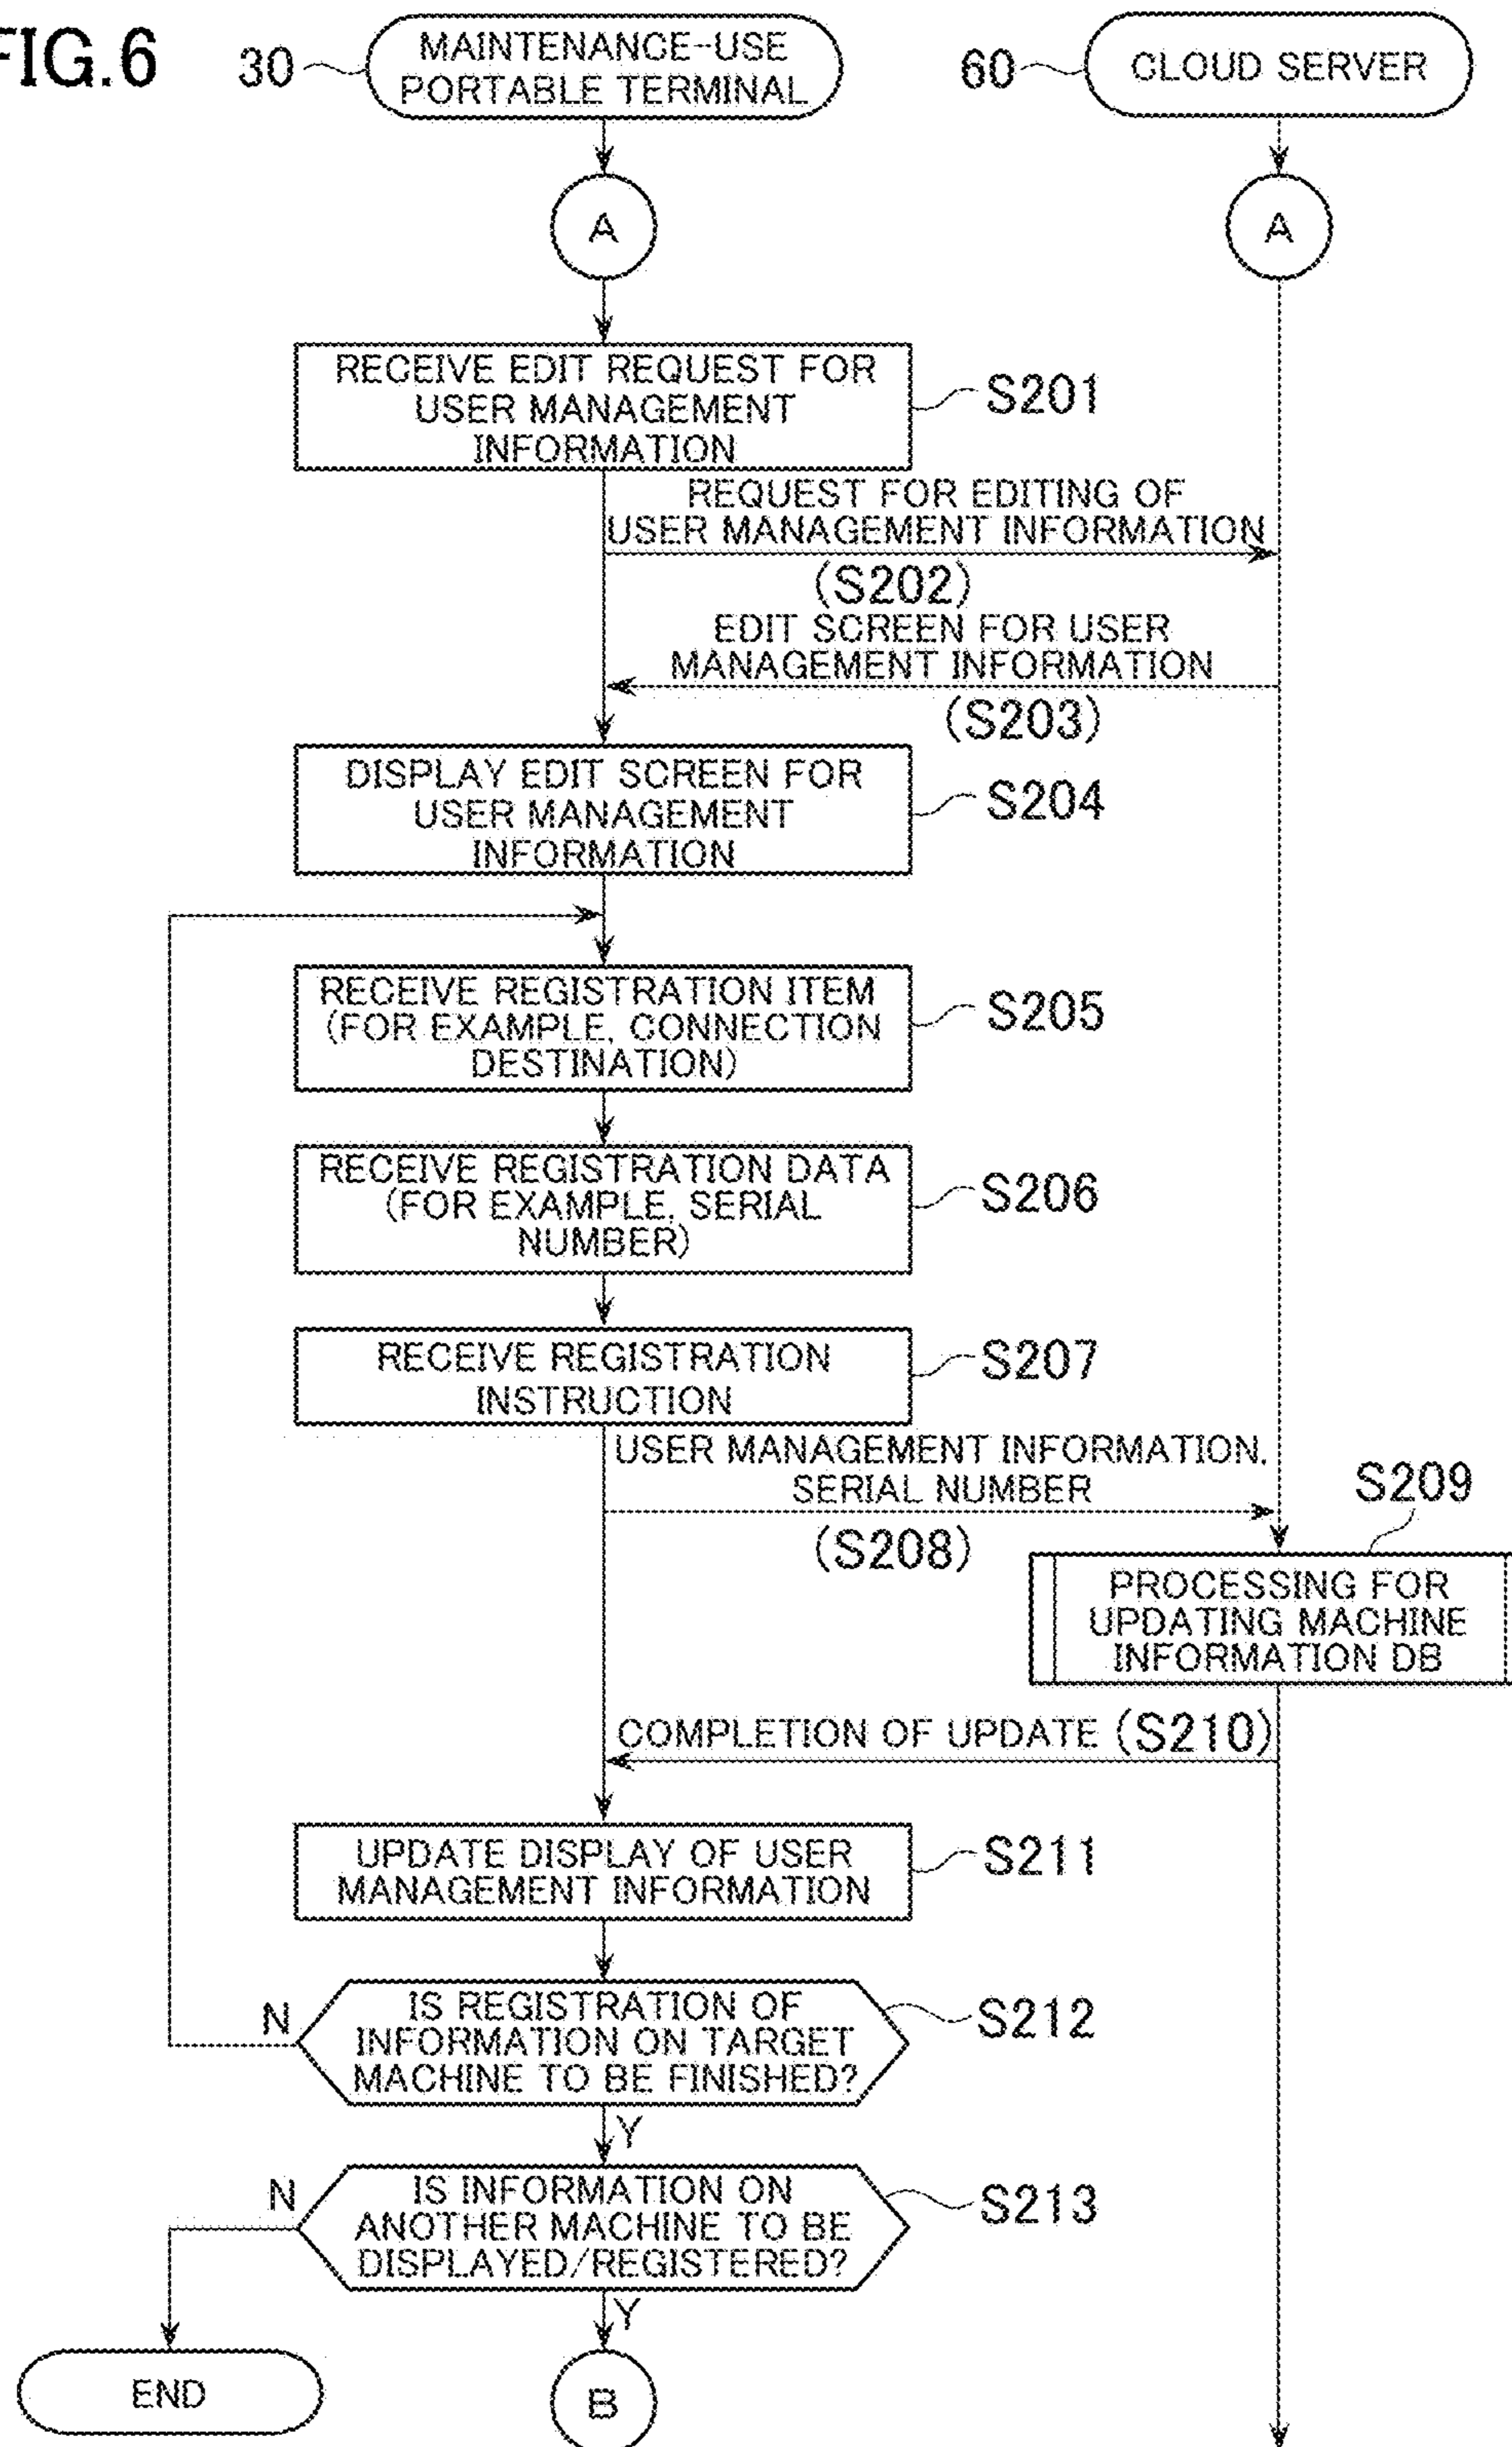 FIG.6
30
MAINTENANCE-USE
PORTABLE TERMINAL
60
CLOUD SERVER
A
A
RECEIVE EDIT REQUEST FOR
USER MANAGEMENT
INFORMATION
S201
REQUEST FOR EDITING OF
USER MANAGEMENT INFORMATION
(S202)
EDIT SCREEN FOR USER
MANAGEMENT INFORMATION
(S203)
DISPLAY EDIT SCREEN FOR
USER MANAGEMENT
INFORMATION
S204
RECEIVE REGISTRATION ITEM
(FOR EXAMPLE, CONNECTION
DESTINATION)
S205
RECEIVE REGISTRATION DATA
(FOR EXAMPLE, SERIAL
NUMBER)
S206
RECEIVE REGISTRATION
INSTRUCTION
S207
USER MANAGEMENT INFORMATION,
SERIAL NUMBER
(S208)
S209
PROCESSING FOR
UPDATING MACHINE
INFORMATION DB
COMPLETION OF UPDATE (S210)
UPDATE DISPLAY OF USER
MANAGEMENT INFORMATION
S211
N
IS REGISTRATION OF
INFORMATION ON TARGET
MACHINE TO BE FINISHED?
S212
Y
N
IS INFORMATION ON
ANOTHER MACHINE TO BE
DISPLAYED/REGISTERED?
S213
Y
END
B